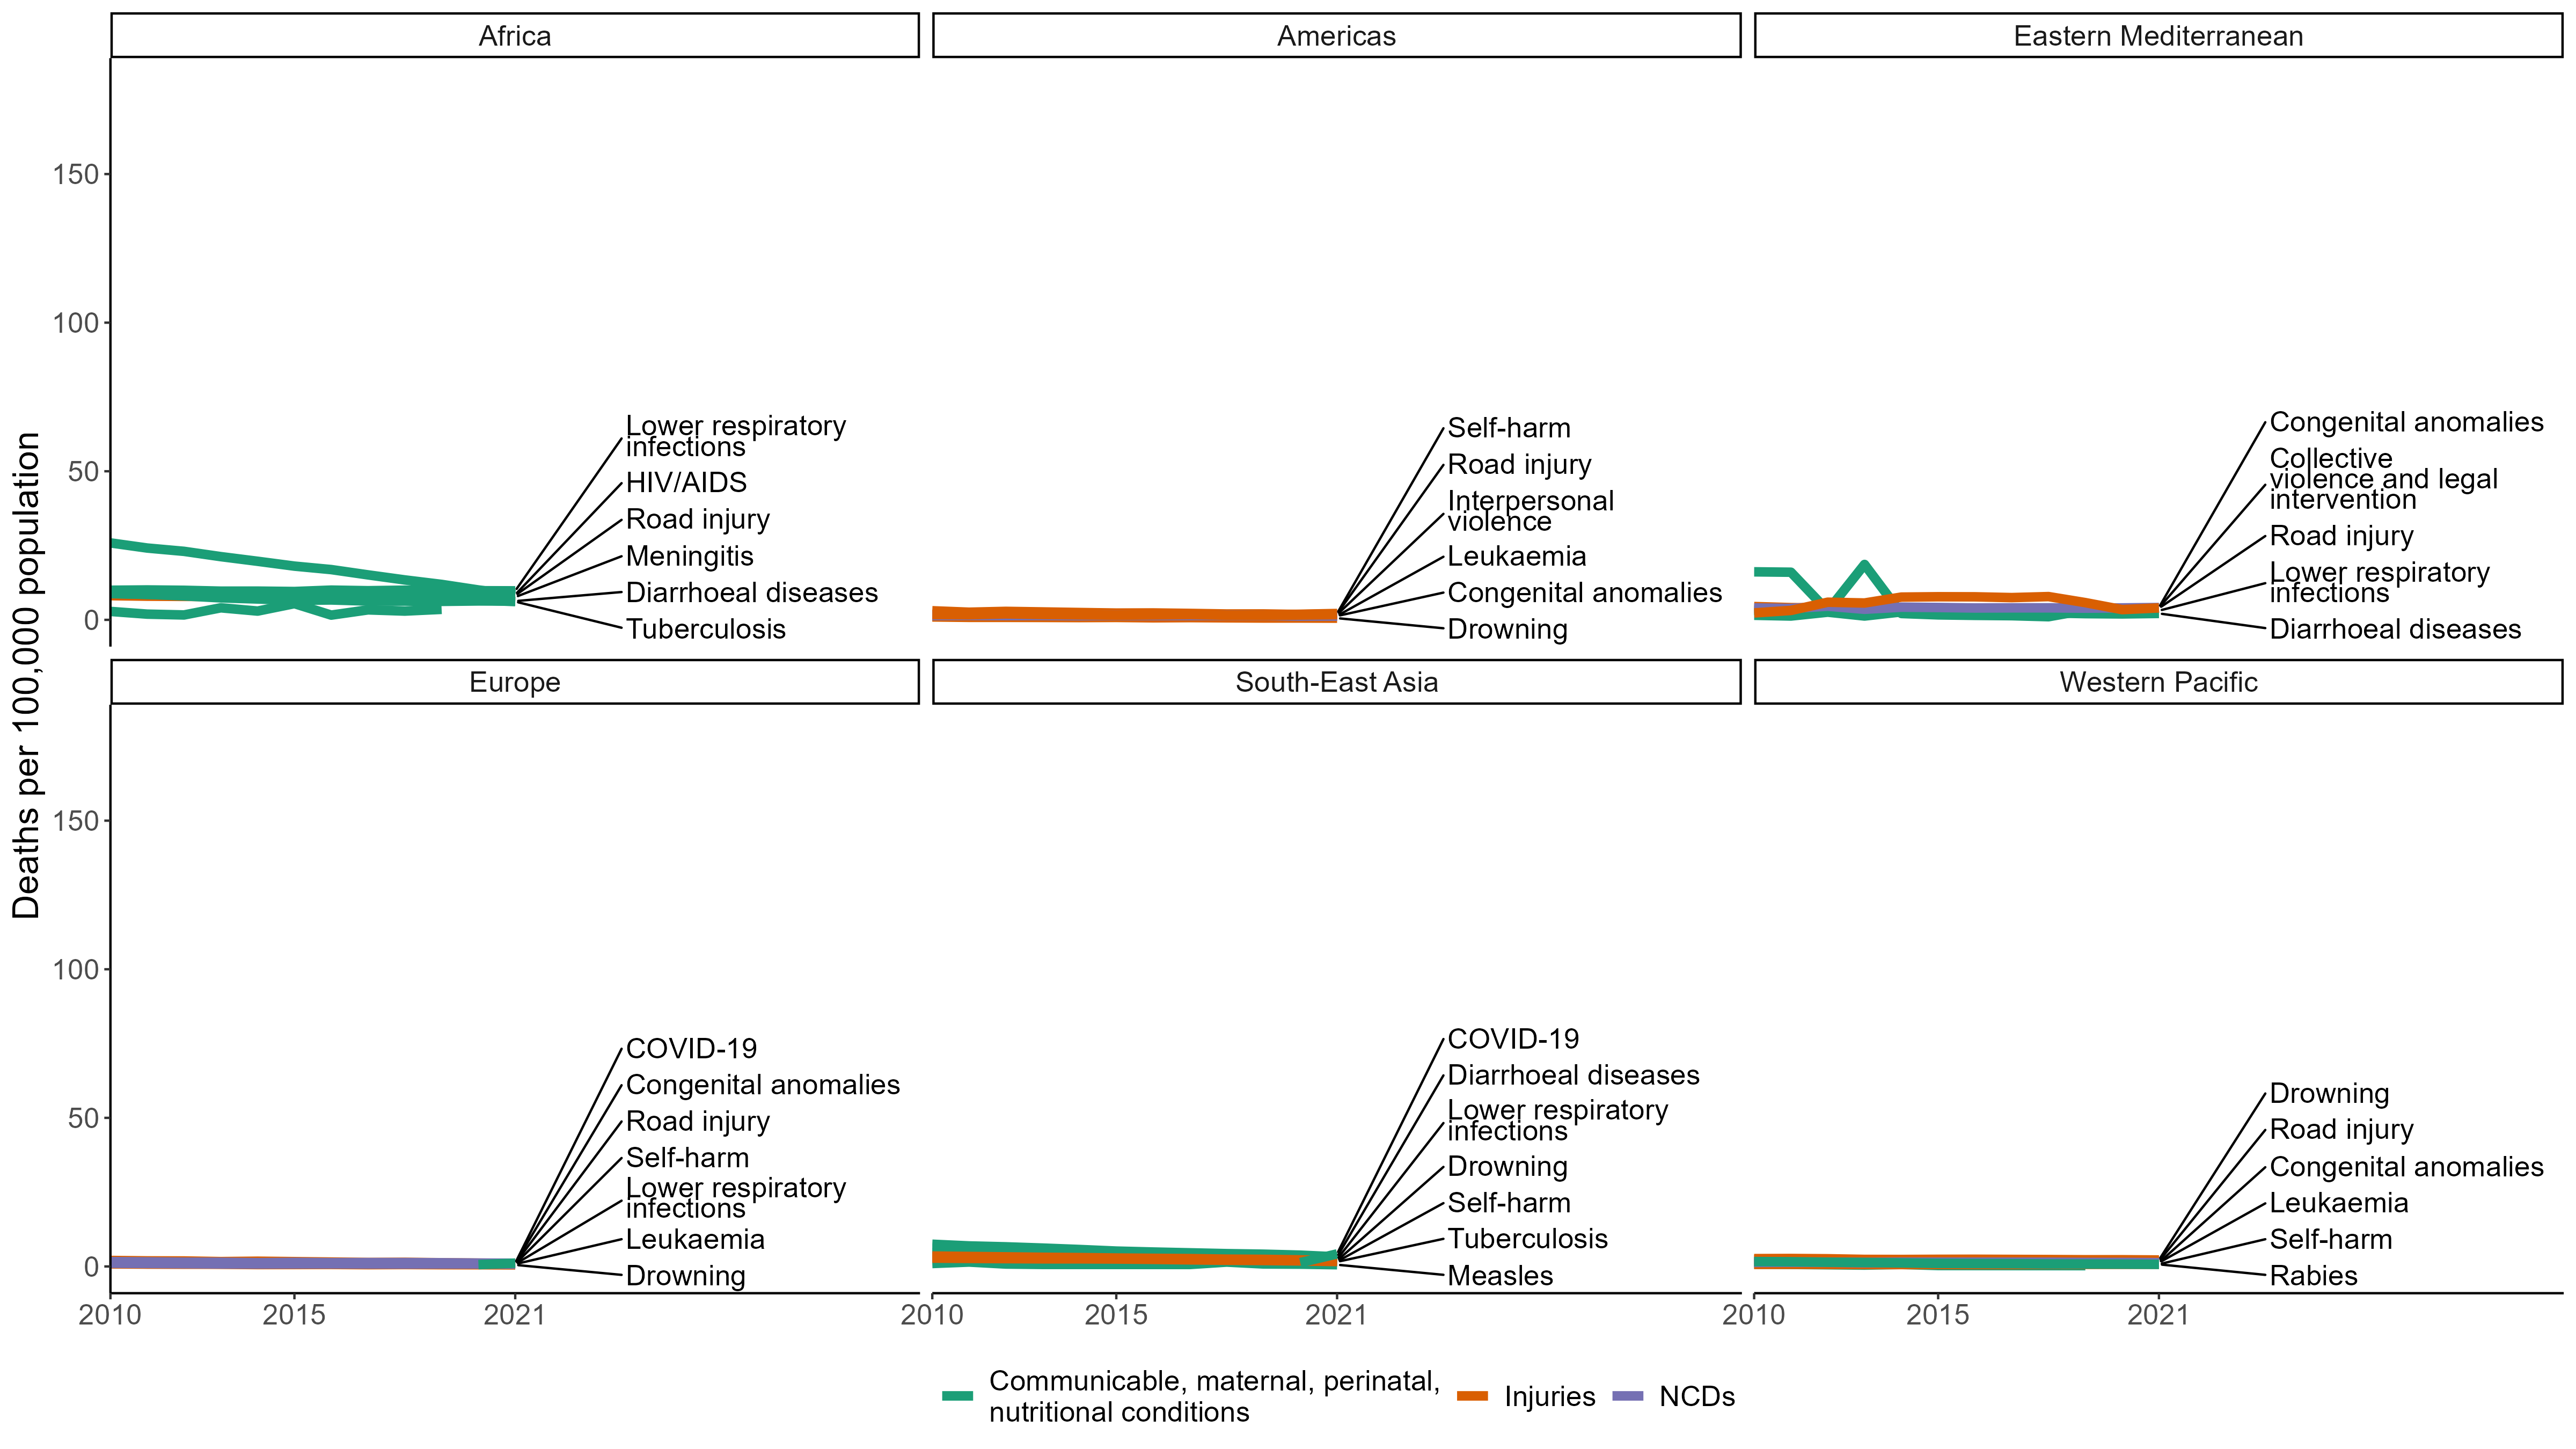 Africa
Americas
Eastern Mediterranean
Deaths per 100,000 population
150
100
50
0
Lower respiratory
infections
HIV/AIDS
Road injury
Meningitis
Diarrhoeal diseases
Tuberculosis
Self-harm
Road injury
Interpersonal
violence
Leukaemia
Congenital anomalies
Drowning
Congenital anomalies
Collective
violence and legal
intervention
Road injury
Lower respiratory
infections
Diarrhoeal diseases
Europe
South-East Asia
Western Pacific
150
100
50
0
COVID-19
Congenital anomalies
Road injury
Self-harm
Lower respiratory
infections
Leukaemia
Drowning
COVID-19
Diarrhoeal diseases
Lower respiratory
infections
Drowning
Self-harm
Tuberculosis
Measles
Drowning
Road injury
Congenital anomalies
Leukaemia
Self-harm
Rabies
2010 2015 2021
2010 2015 2021
2010 2015 2021
Communicable, maternal, perinatal,
nutritional conditions
Injuries
NCDs